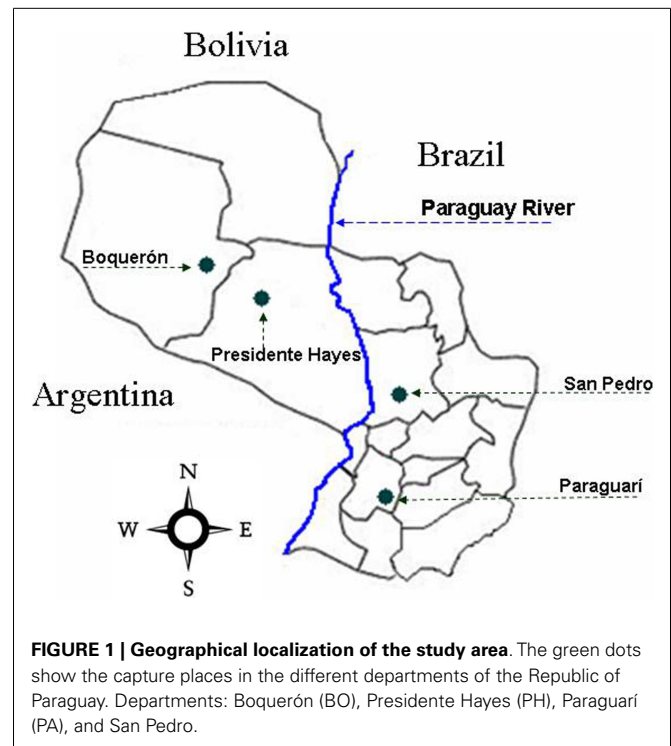 Bolivia
Brazil
Paraguay River
Boquerón
Presidente Hayes
Argentina
San Pedro
Paraguarí
N
W
E
S
FIGURE 1 | Geographical localization of the study area. The green dots
show the capture places in the different departments of the Republic of
Paraguay. Departments: Boquerón (BO), Presidente Hayes (PH), Paraguarí
(PA), and San Pedro.